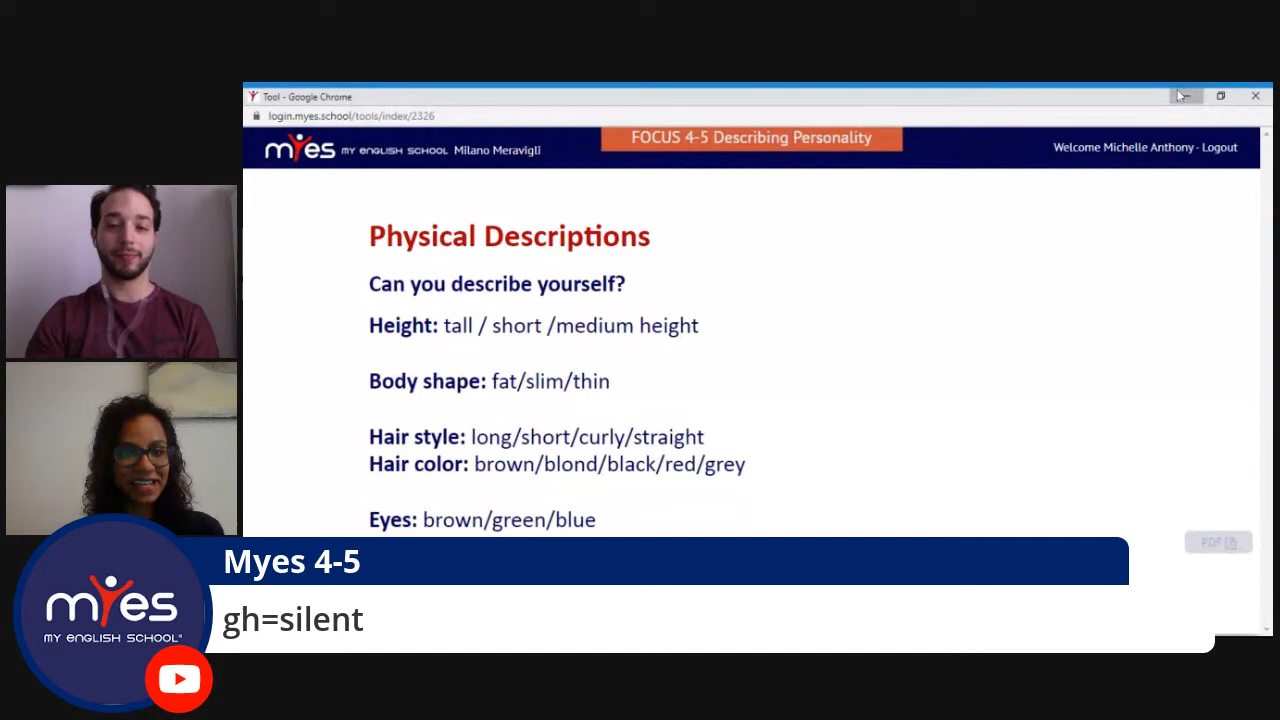 Tool - Google Chrome
login.myes.school/tools/index/2326
myes MY ENGLISH SCHOOL Milano Meravigli
FOCUS 4-5 Describing Personality
Welcome Michelle Anthony - Logout
Physical Descriptions
Can you describe yourself?
Height: tall / short /medium height
Body shape: fat/slim/thin
Hair style: long/short/curly/straight
Hair color: brown/blond/black/red/grey
Eyes: brown/green/blue
PDF
Myes 4-5
gh=silent
myes
MY ENGLISH SCHOOL®